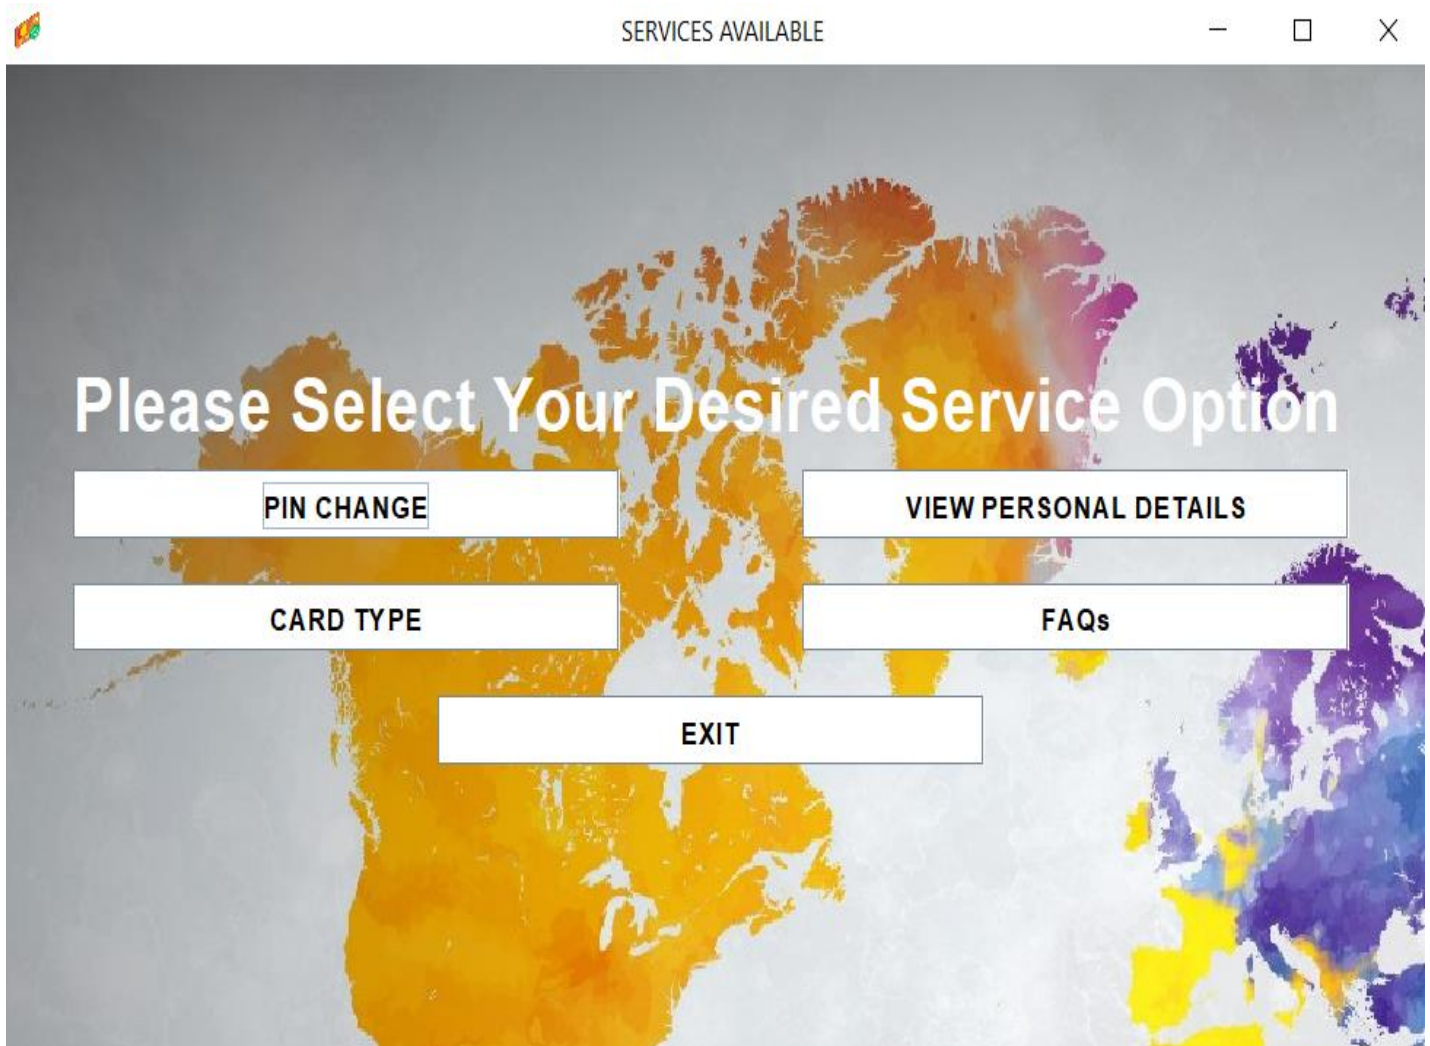 SERVICES AVAILABLE
Please Select Your Desired Service Option
PIN CHANGE
VIEW PERSONAL DETAILS
CARD TYPE
FAQs
EXIT